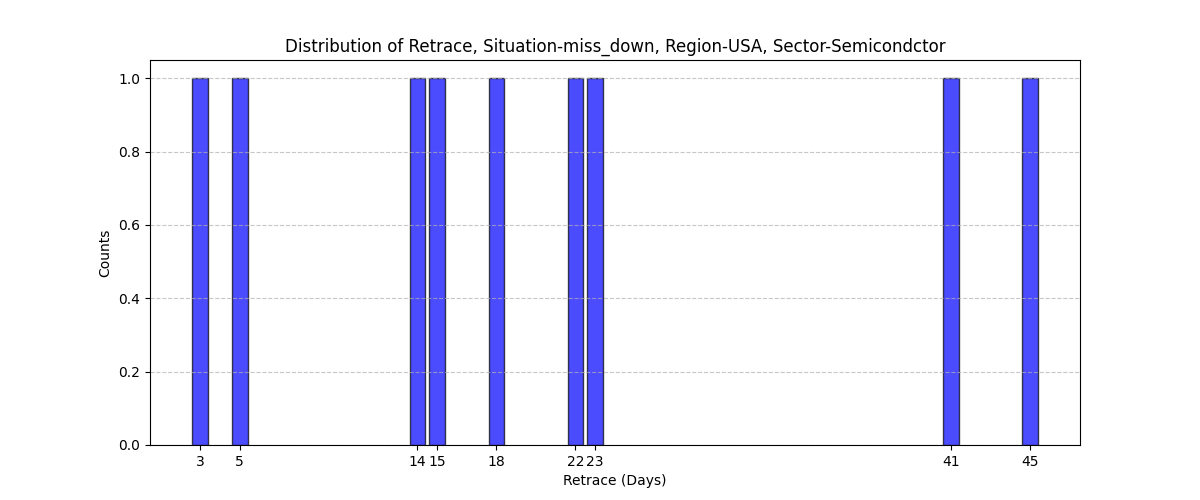 Distribution of Retrace, Situation-miss_down, Region-USA, Sector-Semicondctor
1.0
0.8
0.6
0.4
0.2
0.0
Counts
3 5 14 15 18 22 23 41 45
Retrace (Days)